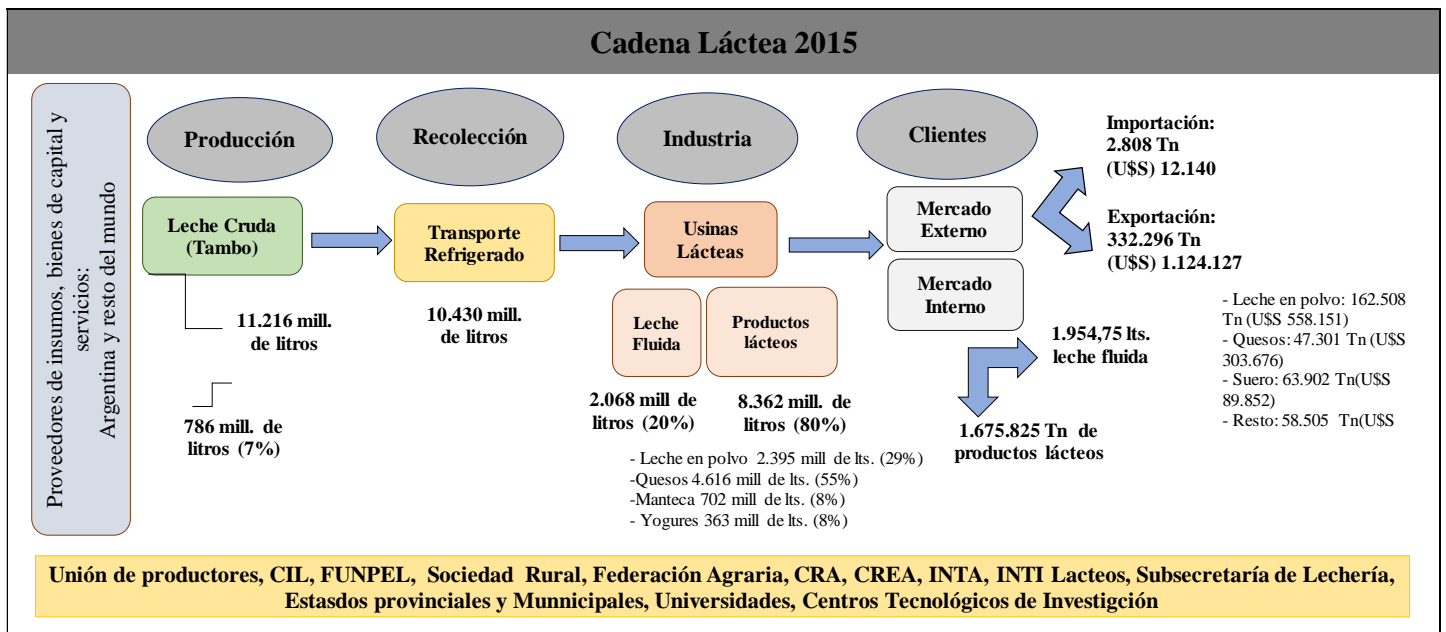 Cadena Láctea 2015
Proveedores de insumos, bienes de capital y
servicios:
Argentina y resto del mundo
Producción
Recolección
Industria
Clientes
Leche Cruda
(Tambo)
Transporte
Refrigerado
Usinas
Lácteas
Mercado
Externo
Mercado
Interno
Importación:
2.808 Tn
(U$S) 12.140
Exportación:
332.296 Tn
(U$S) 1.124.127
- Leche en polvo: 162.508
Tn (U$S 558.151)
- Quesos: 47.301 Tn (U$S
303.676)
- Suero: 63.902 Tn(U$S
89.852)
- Resto: 58.505 Tn(U$S
11.216 mill.
de litros
786 mill. de
litros (7%)
10.430 mill.
de litros
Leche
Fluida
Productos
lácteos
2.068 mill de
litros (20%)
8.362 mill. de
litros (80%)
- Leche en polvo 2.395 mill de lts. (29%)
-Quesos 4.616 mill de lts. (55%)
-Manteca 702 mill de lts. (8%)
- Yogures 363 mill de lts. (8%)
1.954,75 lts.
leche fluida
1.675.825 Tn de
productos lácteos
Unión de productores, CIL, FUNPEL, Sociedad Rural, Federación Agraria, CRA, CREA, INTA, INTI Lacteos, Subsecretaría de Lechería,
Estasdos provinciales y Munnicipales, Universidades, Centros Tecnológicos de Investigción